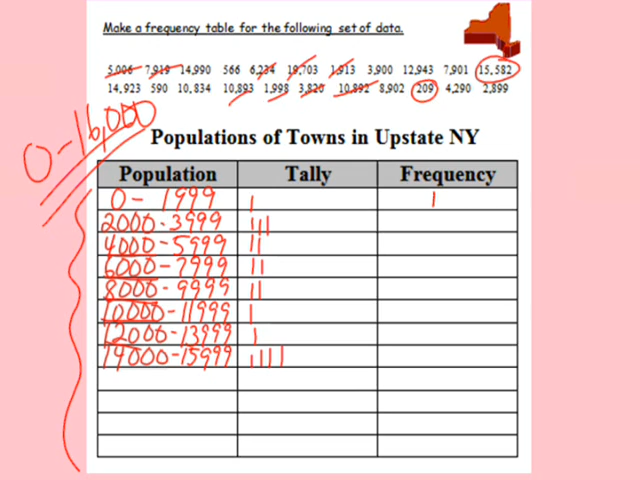 Make a frequency table for the following set of data.
5,006 7,919 14,990 566 6,234 19,703 1,913 3,900 12,943 7,901 15,582
14,923 590 10,834 10,893 1,998 3,820 10,892 8,902 209 4,290 2,899
0-16,000
Populations of Towns in Upstate NY
Population Tally Frequency
0 - 1999 I I
2000-3999 III
4000-5999 II
6000-7999 II
8000-9999 II
10000-11999 I
12000-13999 I
14000-15999 IIII